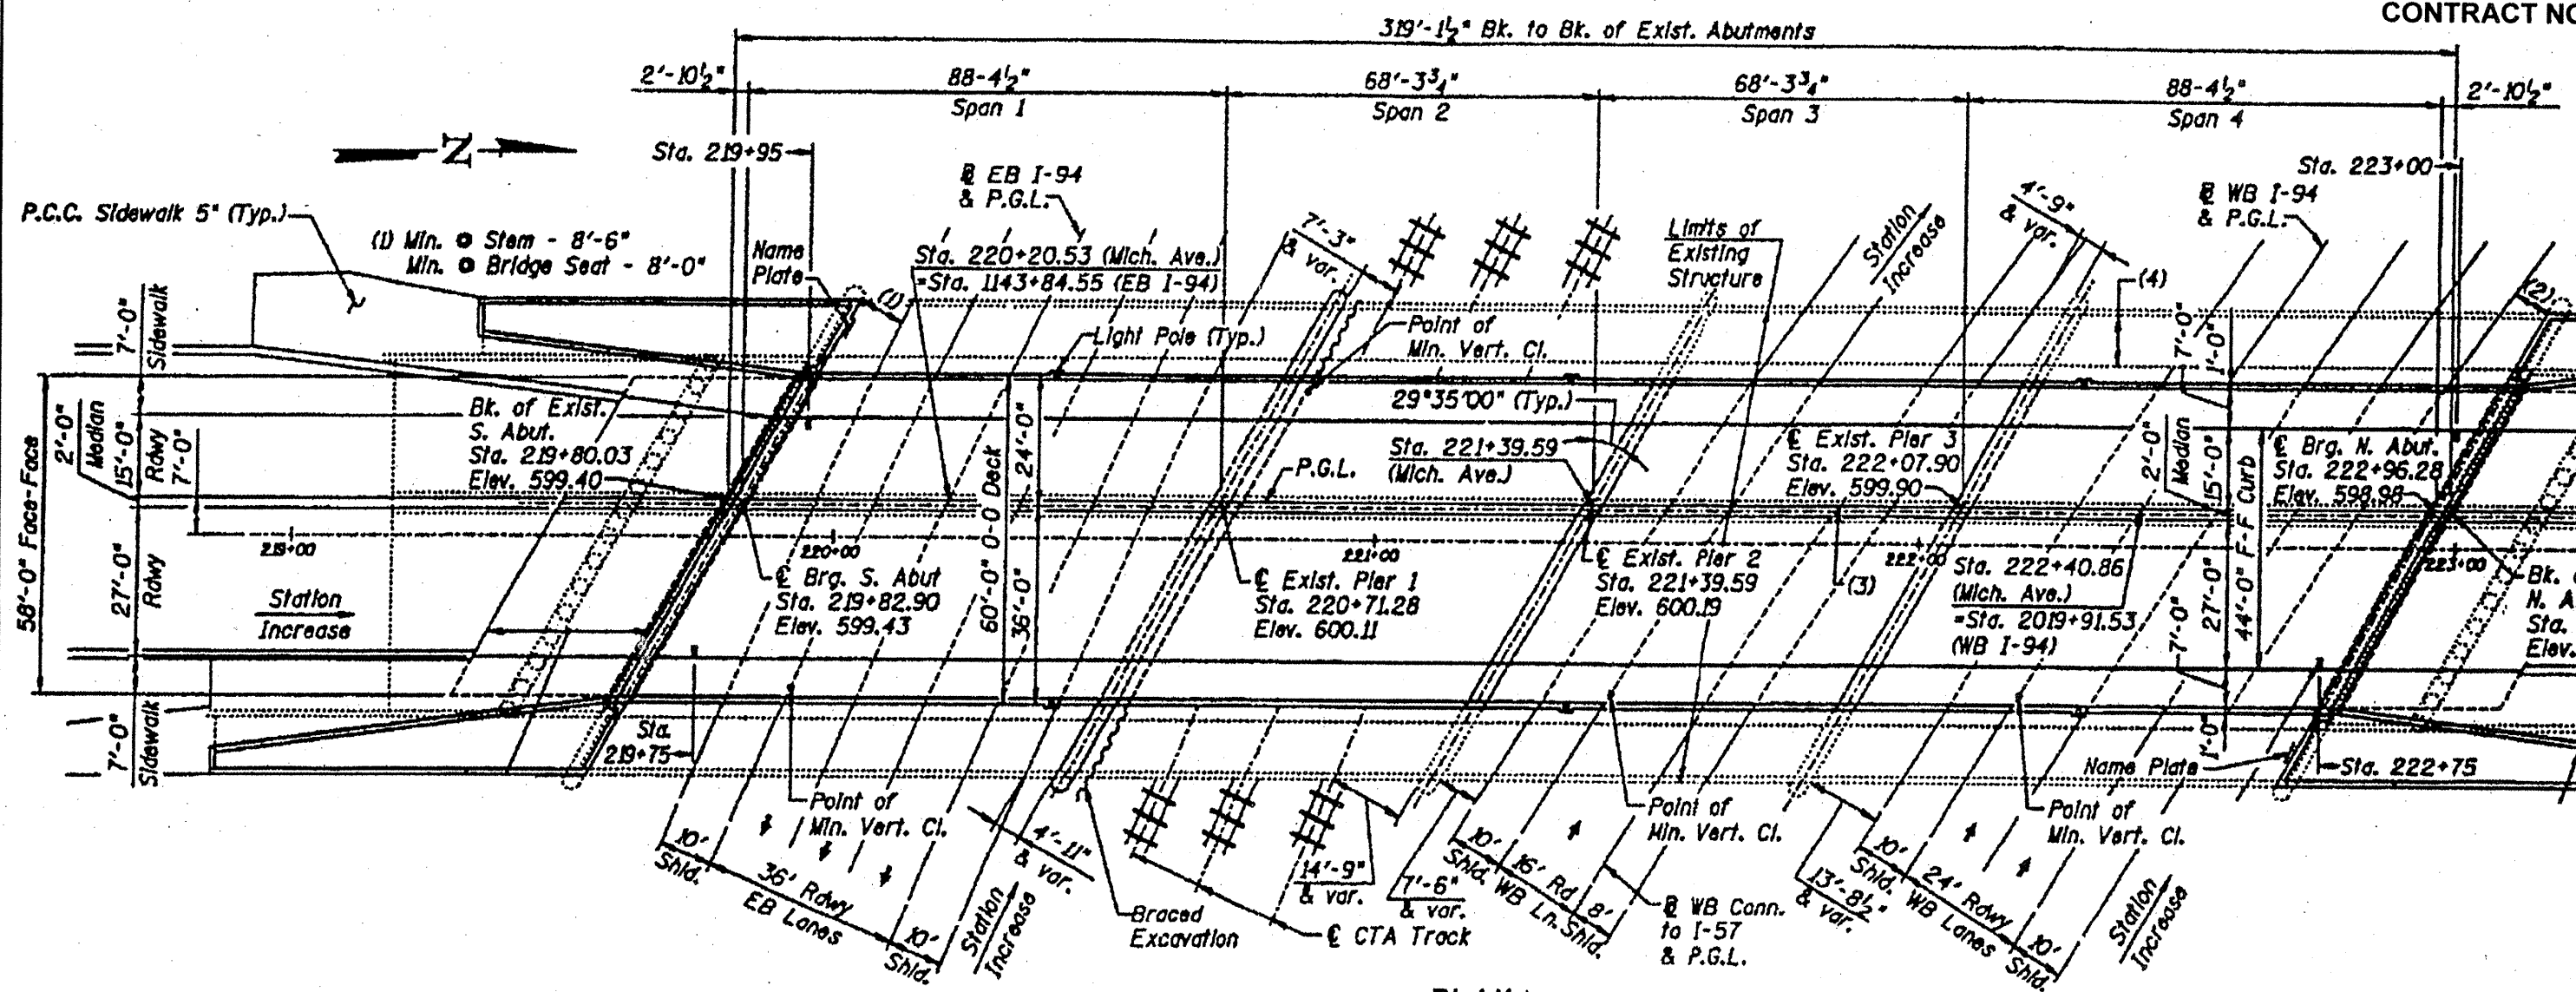 CONTRACT NO
319'-1½" Bk. to Bk. of Exist. Abutments
2'-10½"
88-4½"
Span 1
68'-3¾"
Span 2
68'-3¾"
Span 3
88-4½"
Span 4
2'-10½"
Z
Sta. 219+95
Sta. 223+00
P.C.C. Sidewalk 5" (Typ.)
(1) Min. @ Stem - 8'-6"
Min. @ Bridge Seat - 8'-0"
Name
Plate
(1)
℄ EB I-94
& P.G.L.
Sta. 220+20.53 (Mich. Ave.)
=Sta. 1143+84.55 (EB I-94)
7'-3"
& var.
Limits of
Existing
Structure
Station
Increase
4'-9"
& var.
(4)
℄ WB I-94
& P.G.L.
(2)
Light Pole (Typ.)
Point of
Min. Vert. Cl.
29°35'00" (Typ.)
7'-0"
Sidewalk
2'-0"
Median
15'-0"
Rdwy
7'-0"
58'-0" Face-Face
27'-0"
Rdwy
7'-0"
Sidewalk
Bk. of Exist.
S. Abut.
Sta. 219+80.03
Elev. 599.40
60'-0" O-O Deck
24'-0"
36'-0"
P.G.L.
Sta. 221+39.59
(Mich. Ave.)
℄ Exist. Pier 3
Sta. 222+07.90
Elev. 599.90
7'-0"
1'-0"
2'-0"
Median
15'-0"
44'-0" F-F Curb
27'-0"
7'-0"
1'-0"
℄ Brg. N. Abut.
Sta. 222+96.28
Elev. 598.98
219+00
220+00
221+00
222+00
223+00
Station
Increase
℄ Brg. S. Abut
Sta. 219+82.90
Elev. 599.43
℄ Exist. Pier 1
Sta. 220+71.28
Elev. 600.11
℄ Exist. Pier 2
Sta. 221+39.59
Elev. 600.19
(3)
Sta. 222+40.86
(Mich. Ave.)
=Sta. 2019+91.53
(WB I-94)
Bk.
N. A
Sta.
Elev.
Sta.
219+75
Name Plate
Sta. 222+75
Point of
Min. Vert. Cl.
Point of
Min. Vert. Cl.
Point of
Min. Vert. Cl.
10'
Shld.
36' Rdwy
EB Lanes
10'
Shld.
Station
Increase
4'-11"
& var.
Braced
Excavation
℄ CTA Track
14'-9"
& var.
7'-6"
& var.
10'
Shld.
16' Rd
WB Ln.
8'
Shld.
℄ WB Conn.
to I-57
& P.G.L.
13'-8½"
& var.
10'
Shld.
24' Rdwy
WB Lanes
10'
Shld.
Station
Increase